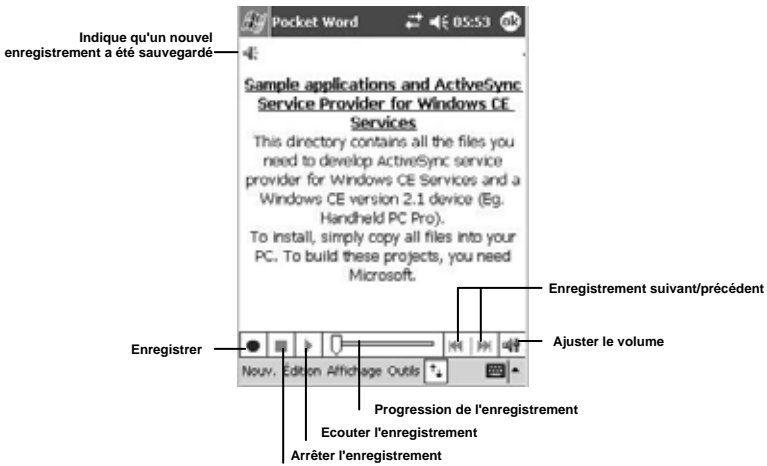 Indique qu'un nouvel
enregistrement a été sauvegardé
Pocket Word
05:53
ok
Sample applications and ActiveSync
Service Provider for Windows CE
Services
This directory contains all the files you
need to develop ActiveSync service
provider for Windows CE Services and a
Windows CE version 2.1 device (Eg.
Handheld PC Pro).
To install, simply copy all files into your
PC. To build these projects, you need
Microsoft.
Enregistrement suivant/précédent
Enregistrer
Ajuster le volume
Nouv. Édition Affichage Outils
Progression de l'enregistrement
Ecouter l'enregistrement
Arrêter l'enregistrement